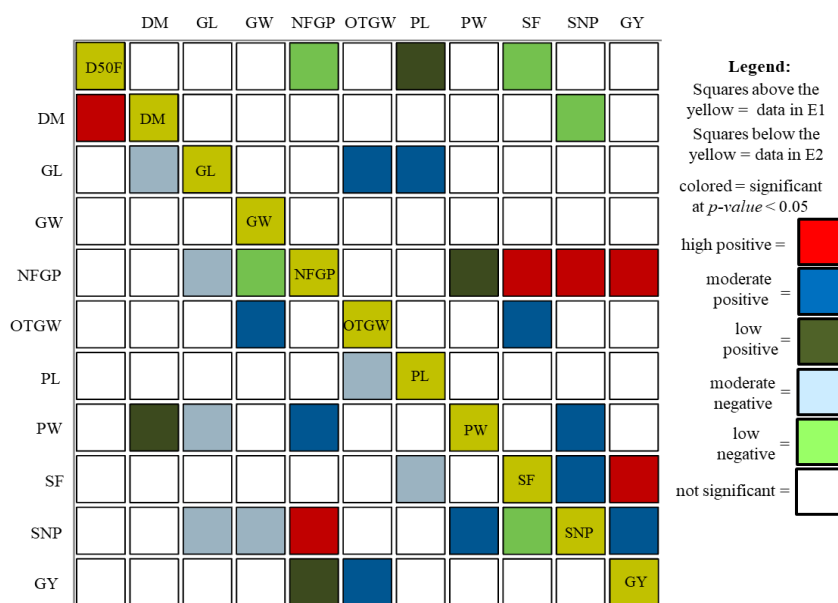 DM GL GW NFGP OTGW PL PW SF SNP GY
D50F
DM DM
GL GL
GW GW
NFGP NFGP
OTGW OTGW
PL PL
PW PW
SF SF
SNP SNP
GY GY
Legend:
Squares above the
yellow = data in E1
Squares below the
yellow = data in E2
colored = significant
at p-value < 0.05
high positive =
moderate
positive =
low
positive =
moderate
negative =
low
negative =
not significant =